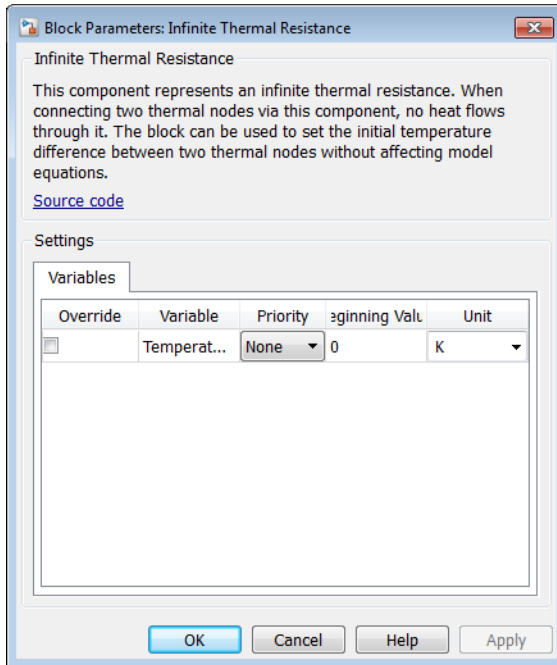 Block Parameters: Infinite Thermal Resistance
Infinite Thermal Resistance
This component represents an infinite thermal resistance. When
connecting two thermal nodes via this component, no heat flows
through it. The block can be used to set the initial temperature
difference between two thermal nodes without affecting model
equations.
Source code
Settings
Variables
Override Variable Priority eginning Valu Unit
Temperat... None 0 K
OK Cancel Help Apply